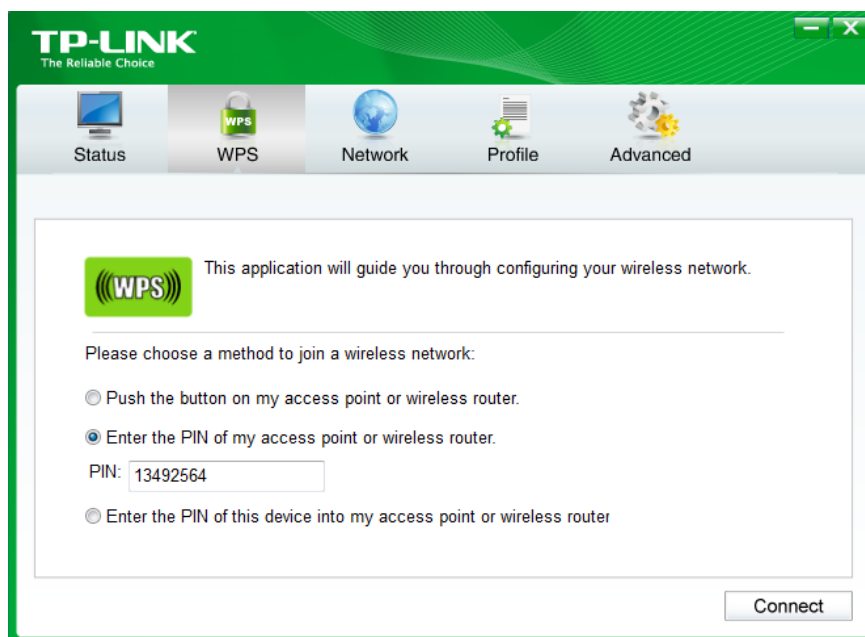 TP-LINK
The Reliable Choice
Status WPS Network Profile Advanced
WPS
This application will guide you through configuring your wireless network.
WPS
Please choose a method to join a wireless network:
Push the button on my access point or wireless router.
Enter the PIN of my access point or wireless router.
PIN: 13492564
Enter the PIN of this device into my access point or wireless router
Connect